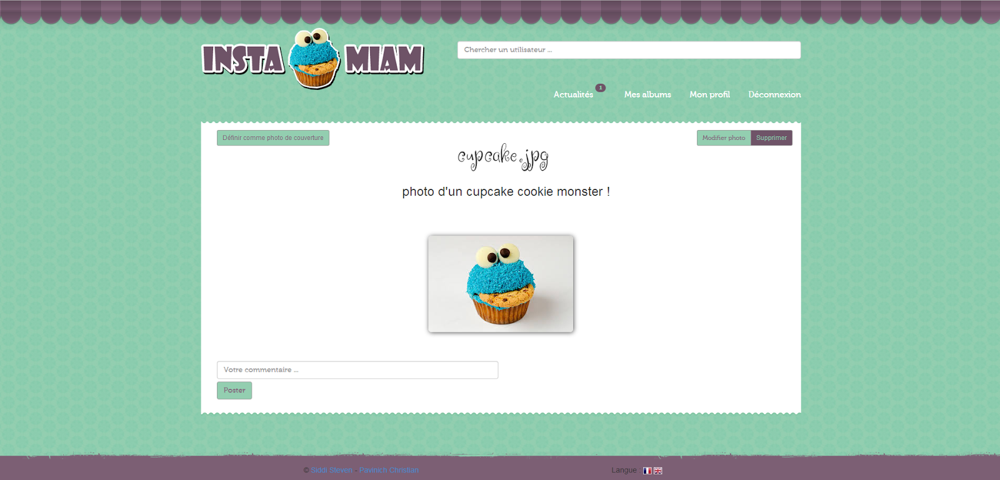 INSTA MIAM
Chercher un utilisateur ...
Actualités 1 Mes albums Mon profil Déconnexion
Définir comme photo de couverture
Modifier photo Supprimer
cupcake.jpg
photo d'un cupcake cookie monster !
Votre commentaire ...
Poster
© Siddi Steven - Pavinich Christian
Langue :